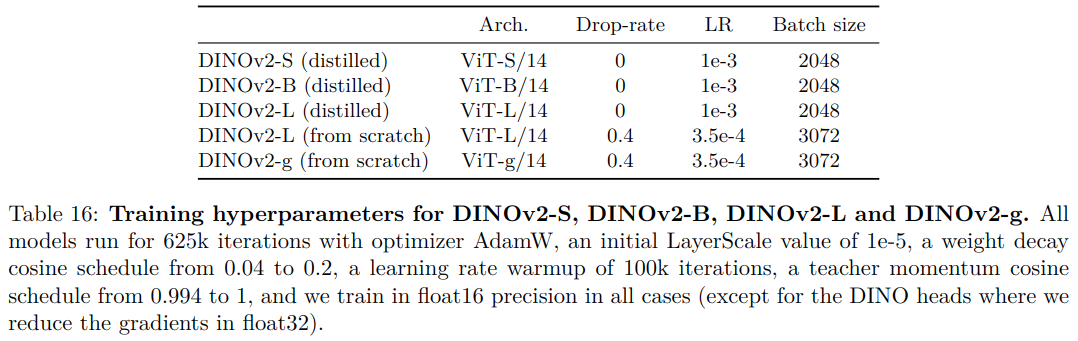 Arch. Drop-rate LR Batch size
DINOv2-S (distilled) ViT-S/14 0 1e-3 2048
DINOv2-B (distilled) ViT-B/14 0 1e-3 2048
DINOv2-L (distilled) ViT-L/14 0 1e-3 2048
DINOv2-L (from scratch) ViT-L/14 0.4 3.5e-4 3072
DINOv2-g (from scratch) ViT-g/14 0.4 3.5e-4 3072
Table 16: Training hyperparameters for DINOv2-S, DINOv2-B, DINOv2-L and DINOv2-g. All
models run for 625k iterations with optimizer AdamW, an initial LayerScale value of 1e-5, a weight decay
cosine schedule from 0.04 to 0.2, a learning rate warmup of 100k iterations, a teacher momentum cosine
schedule from 0.994 to 1, and we train in float16 precision in all cases (except for the DINO heads where we
reduce the gradients in float32).